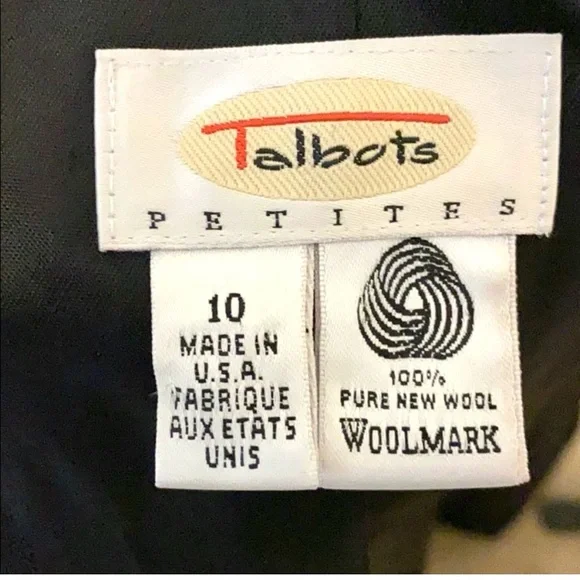 Talbots
PETITES
10
MADE IN
U.S.A.
FABRIQUE
AUX ETATS
UNIS
100%
PURE NEW WOOL
WOOLMARK